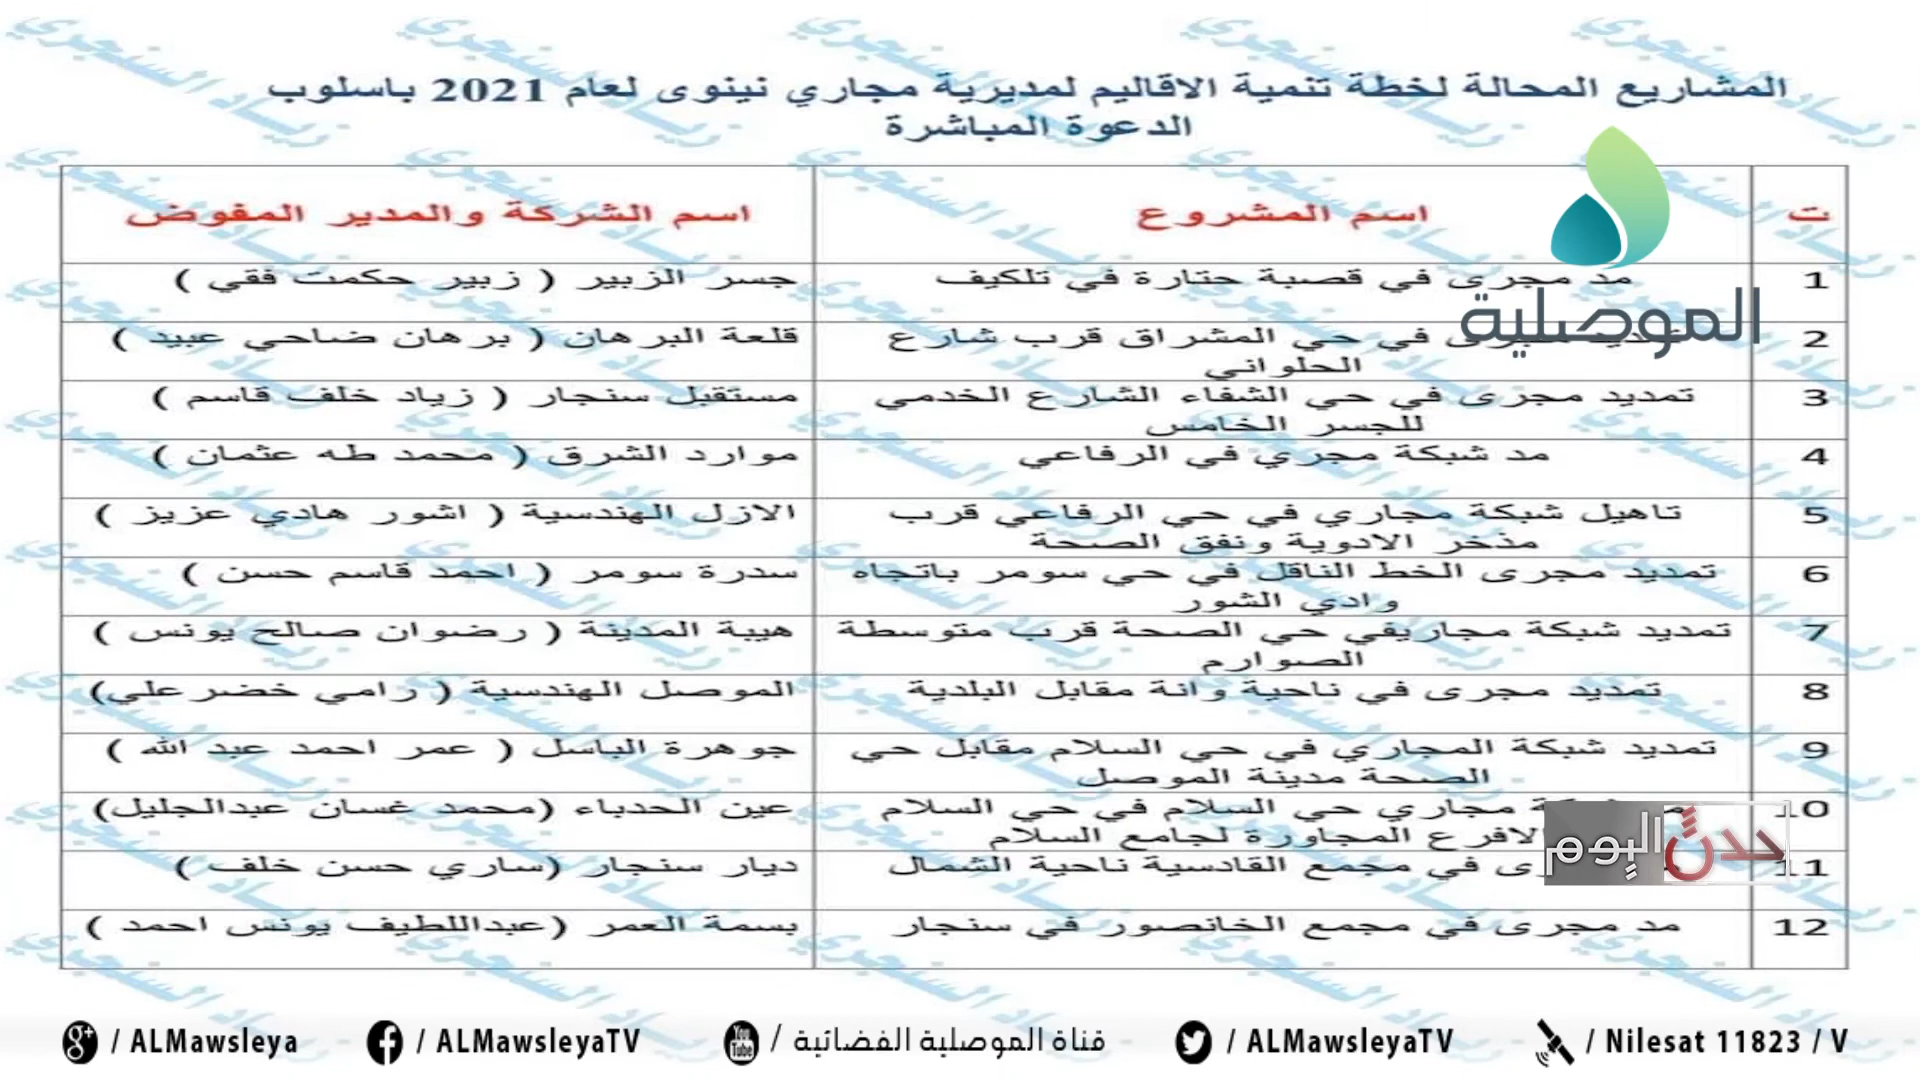 المشاريع المحالة لخطة تنمية الاقاليم لمديرية مجاري نينوى لعام 2021 باسلوب
الدعوة المباشرة
ت اسم المشروع اسم الشركة والمدير المفوض
1 مد مجرى في قصبة حتارة في تلكيف جسر الزبير ( زبير حكمت فقي )
2 في حي المشراق قرب شارع قلعة البرهان ( برهان ضاحي عبيد )
الحلواني
3 تمديد مجرى في حي الشفاء الشارع الخدمي مستقبل سنجار ( زياد خلف قاسم )
للجسر الخامس
4 مد شبكة مجري في الرفاعي موارد الشرق ( محمد طه عثمان )
5 تاهيل شبكة مجاري في حي الرفاعي قرب الازل الهندسية ( اشور هادي عزيز )
مذخر الادوية ونفق الصحة
6 تمديد مجرى الخط الناقل في حي سومر باتجاه سدرة سومر ( احمد قاسم حسن )
وادي الشور
7 تمديد شبكة مجاريفي حي الصحة قرب متوسطة هيبة المدينة ( رضوان صالح يونس )
الصوارم
8 تمديد مجرى في ناحية وانة مقابل البلدية الموصل الهندسية ( رامي خضرعلي)
9 تمديد شبكة المجاري في حي السلام مقابل حي جوهرة الباسل ( عمر احمد عبد الله )
الصحة مدينة الموصل
10 مجاري حي السلام في حي السلام عين الحدباء (محمد غسان عبدالجليل)
الافرع المجاورة لجامع السلام
11 في مجمع القادسية ناحية الشمال ديار سنجار (ساري حسن خلف )
12 مد مجرى في مجمع الخانصور في سنجار بسمة العمر (عبداللطيف يونس احمد )
الموصلية
حدث اليوم
/ ALMawsleya / ALMawsleyaTV / قناة الموصلية الفضائية / ALMawsleyaTV / Nilesat 11823 / V